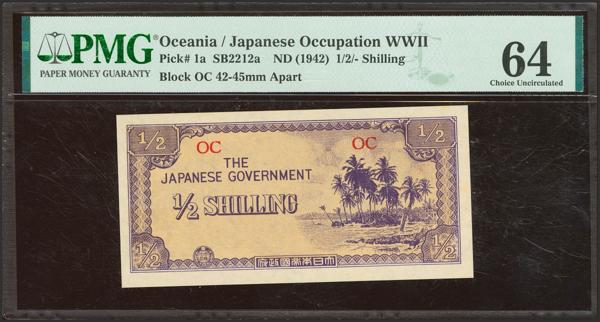 PMG
PAPER MONEY GUARANTY
Oceania / Japanese Occupation WWII
Pick# 1a SB2212a ND (1942) 1/2/- Shilling
Block OC 42-45mm Apart
64
Choice Uncirculated
1/2
1/2
OC
OC
THE
JAPANESE GOVERNMENT
1/2 SHILLING
1/2
府政國帝本日大
1/2